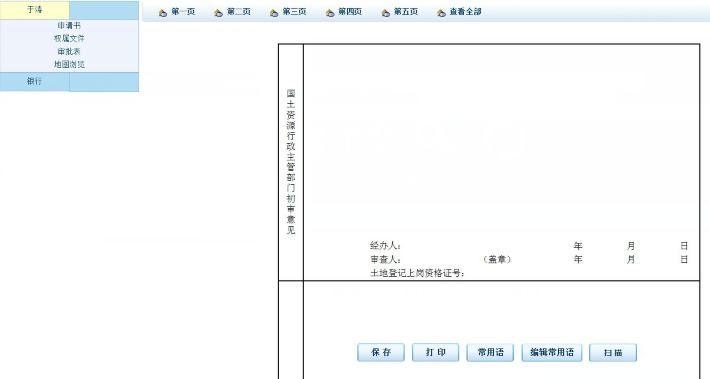 于涛
申请书
权属文件
审批表
地图浏览
银行
第一页 第二页 第三页 第四页 第五页 查看全部
国土资源行政主管部门初审意见
经办人： 年 月 日
审查人： （盖章） 年 月 日
土地登记上岗资格证号：
保存 打印 常用语 编辑常用语 扫描